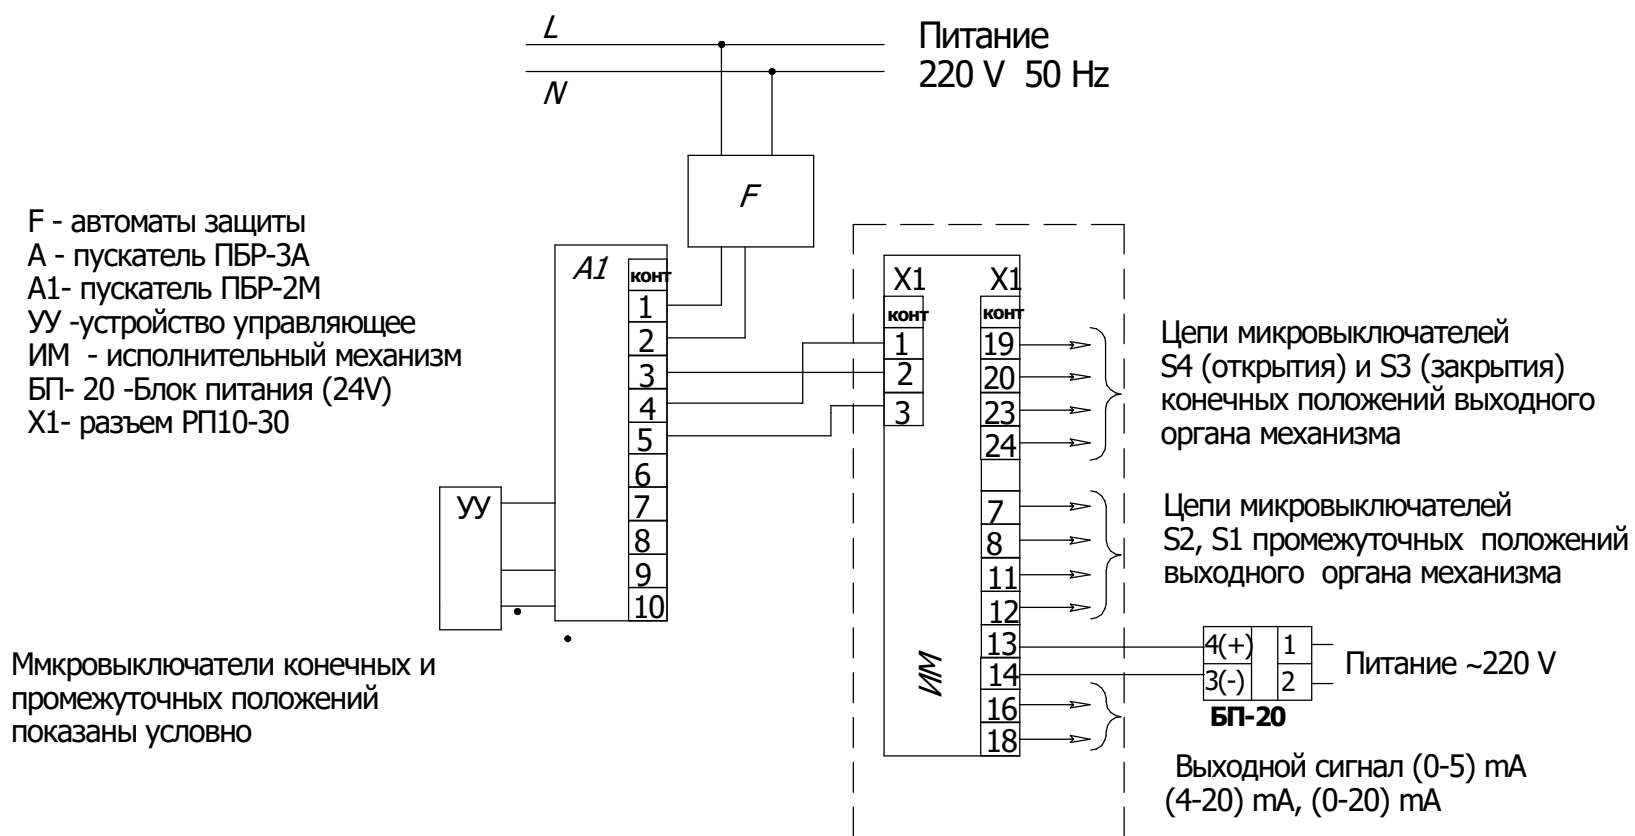 L
N
Питание
220 V 50 Hz
F
F - автоматы защиты
А - пускатель ПБР-3А
А1- пускатель ПБР-2М
УУ -устройство управляющее
ИМ - исполнительный механизм
БП- 20 -Блок питания (24V)
Х1- разъем РП10-30
А1
конт
1
2
3
4
5
6
7
8
9
10
УУ
Ммкровыключатели конечных и
промежуточных положений
показаны условно
Х1
конт
1
2
3
ИМ
Х1
конт
19
20
23
24
7
8
11
12
13
14
16
18
Цепи микровыключателей
S4 (открытия) и S3 (закрытия)
конечных положений выходного
органа механизма
Цепи микровыключателей
S2, S1 промежуточных положений
выходного органа механизма
4(+) 1
3(-) 2
БП-20
Питание ~220 V
Выходной сигнал (0-5) mA
(4-20) mA, (0-20) mA